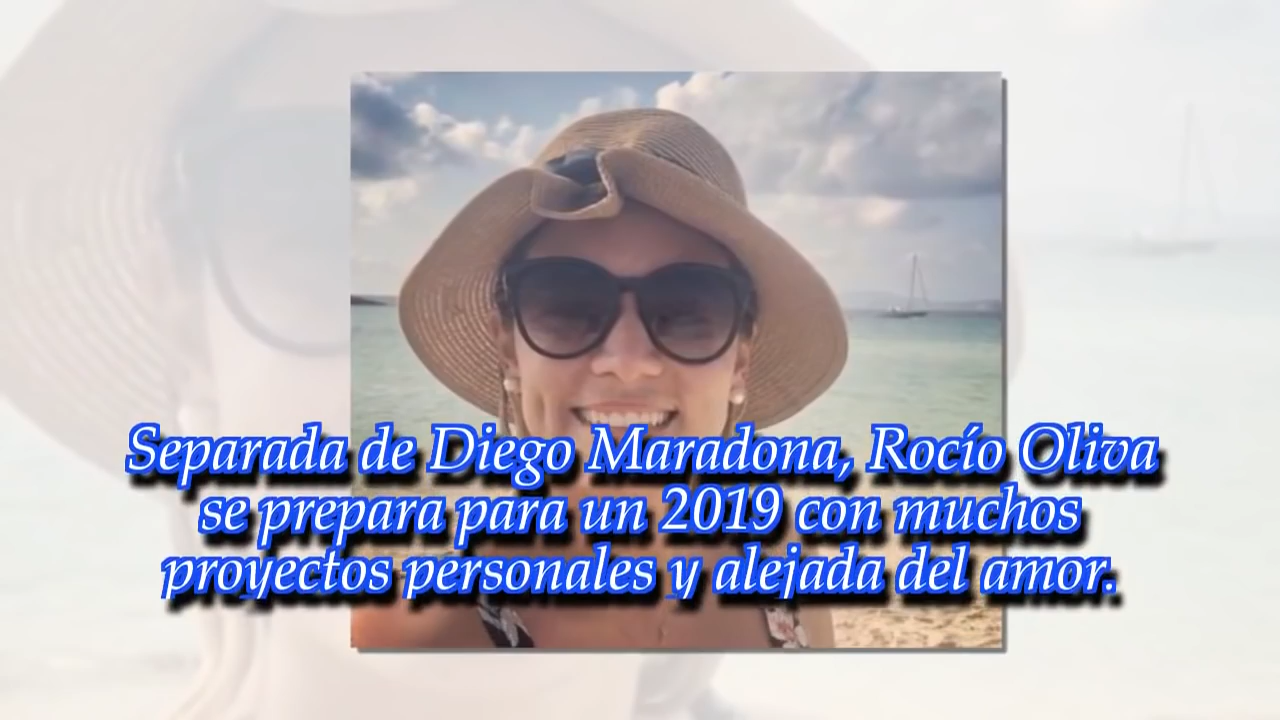 Separada de Diego Maradona, Rocío Oliva
se prepara para un 2019 con muchos
proyectos personales y alejada del amor.